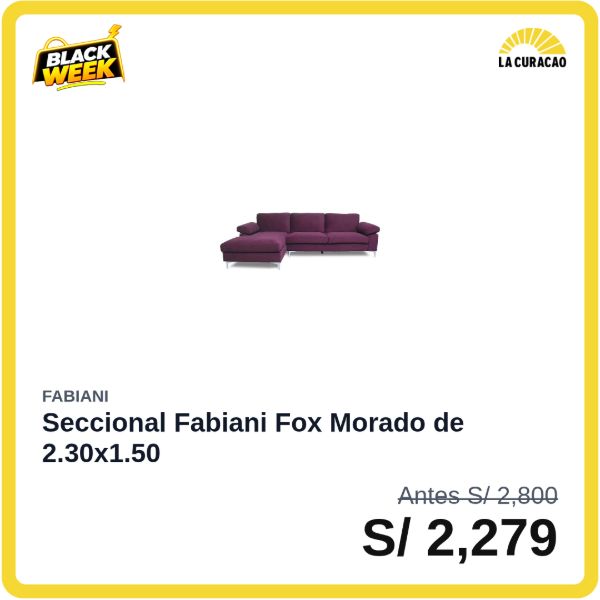 BLACK
WEEK
LA CURACAO
FABIANI
Seccional Fabiani Fox Morado de
2.30x1.50
Antes S/ 2,800
S/ 2,279